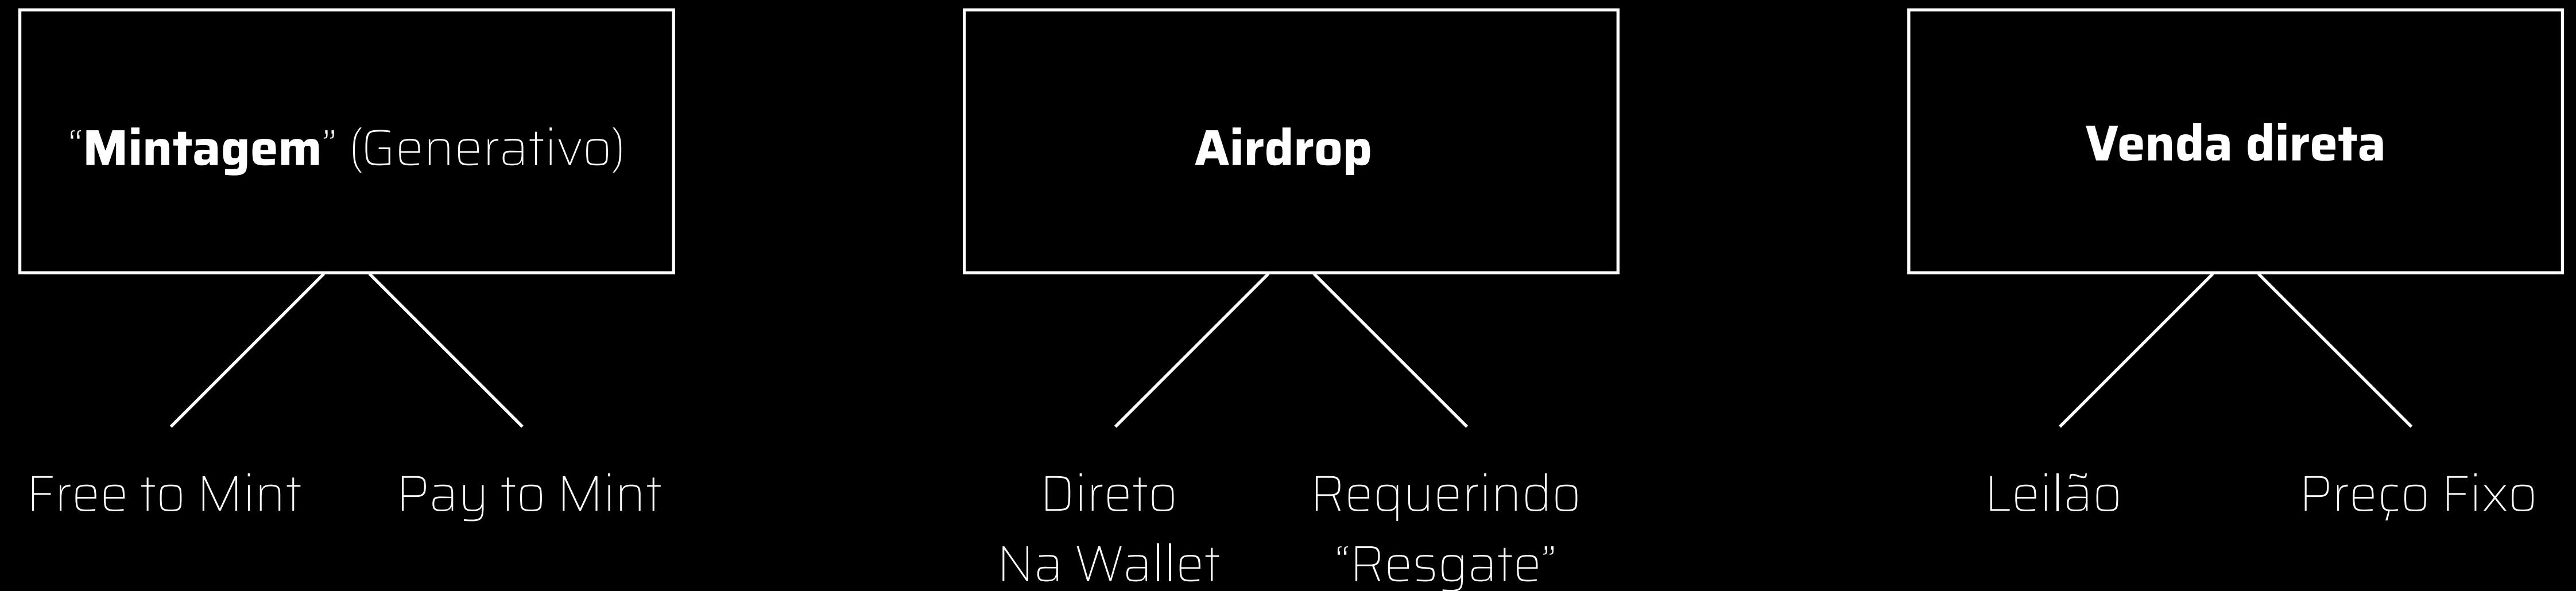 “Mintagem” (Generativo)
Airdrop
Venda direta
Free to Mint
Pay to Mint
Direto
Na Wallet
Requerindo
“Resgate”
Leilão
Preço Fixo